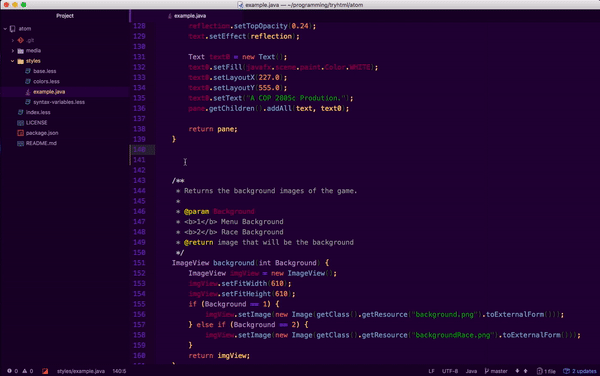 example.java — ~/programming/tryhtml/atom
Project
atom
.git
media
styles
base.less
colors.less
example.java
syntax-variables.less
index.less
LICENSE
package.json
README.md
example.java
128 reflection.setTopOpacity(0.24);
129 text.setEffect(reflection);
130
131 Text text0 = new Text();
132 text0.setFill(javafx.scene.paint.Color.WHITE);
133 text0.setLayoutX(227.0);
134 text0.setLayoutY(555.0);
135 text0.setText("A COP 2005c Prodution.");
136 pane.getChildren().addAll(text, text0);
137
138 return pane;
139 }
140
141
142
143 /**
144 * Returns the background images of the game.
145 *
146 * @param Background
147 * <b>1</b> Menu Background
148 * <b>2</b> Race Background
149 * @return image that will be the background
150 */
151 ImageView background(int Background) {
152 ImageView imgView = new ImageView();
153 imgView.setFitWidth(610);
154 imgView.setFitHeight(610);
155 if (Background == 1) {
156 imgView.setImage(new Image(getClass().getResource("background.png").toExternalForm()));
157 } else if (Background == 2) {
158 imgView.setImage(new Image(getClass().getResource("backgroundRace.png").toExternalForm()));
159 }
160 return imgView;
161 }
0 0 styles/example.java 140:5 LF UTF-8 Java master 1 file 2 updates